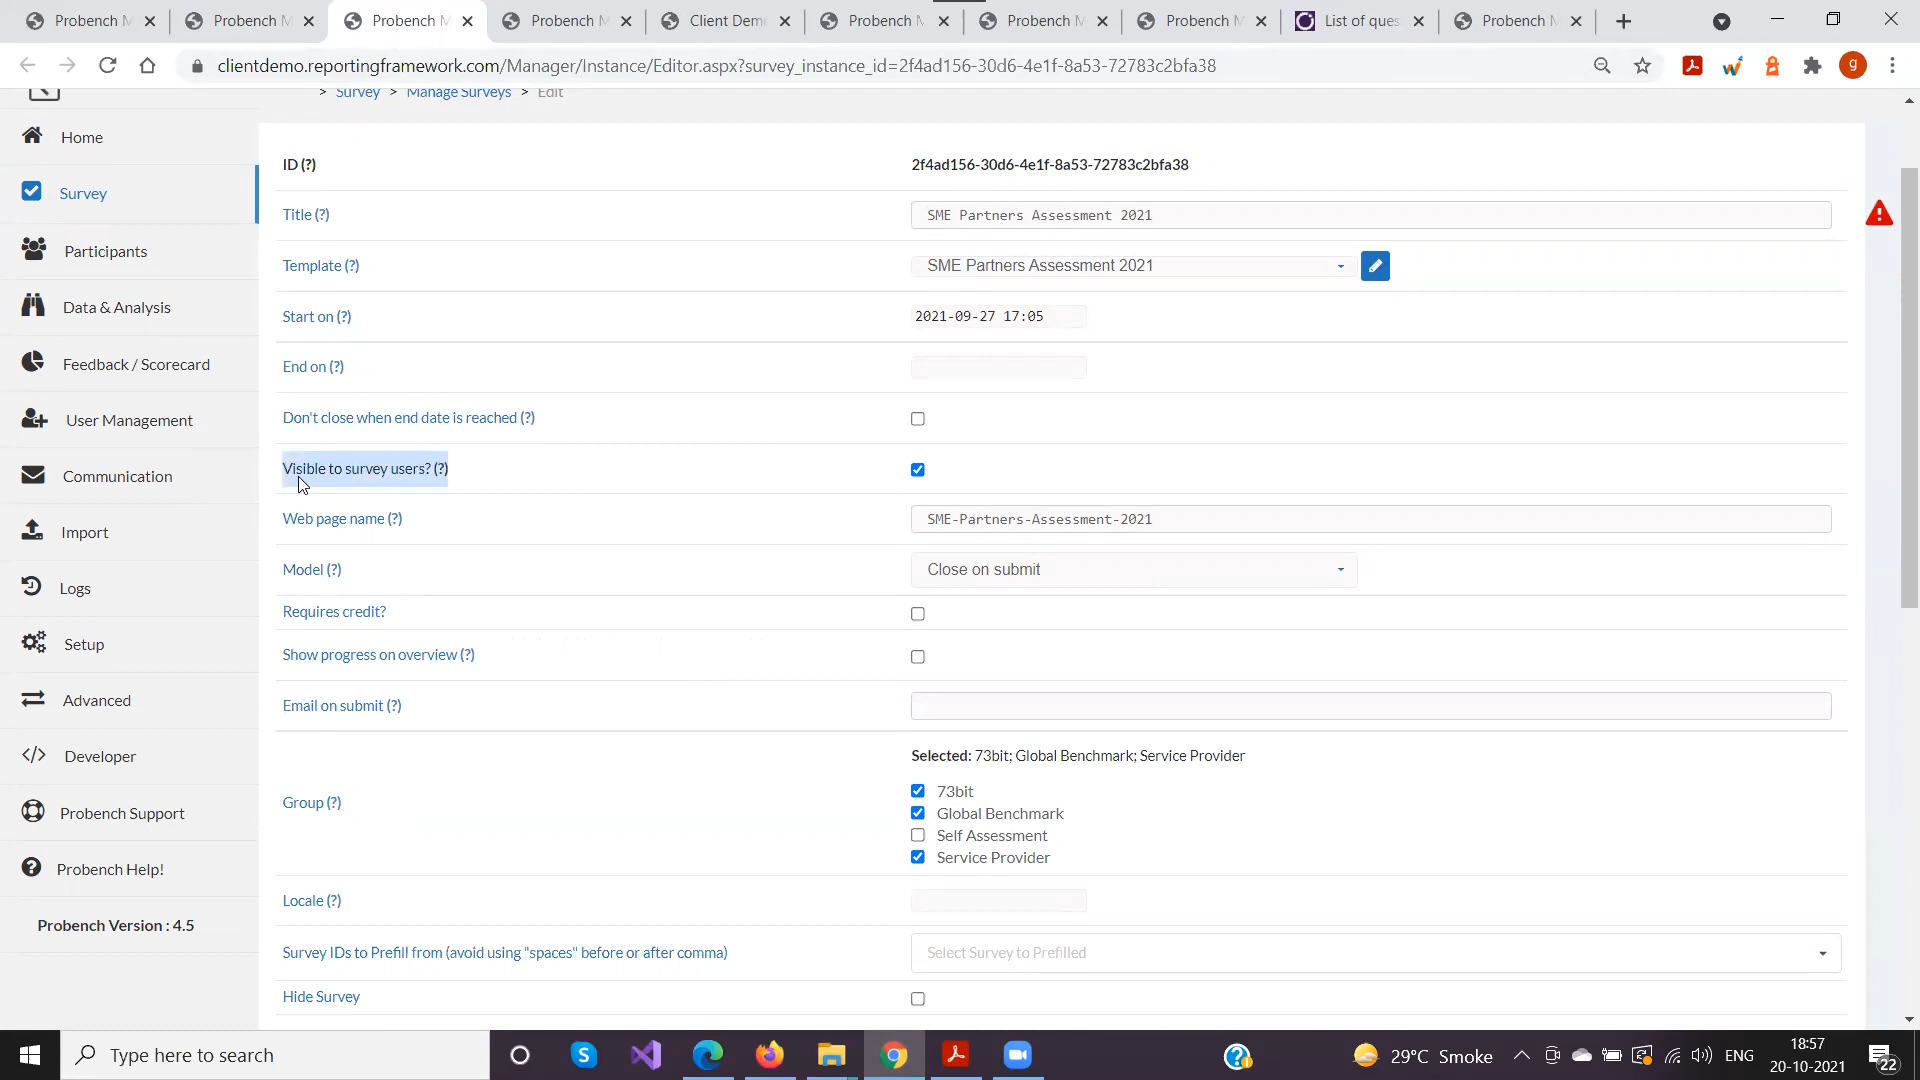 Probench M
Probench M
Probench M
Probench M
Client Dem
Probench M
Probench M
Probench M
List of ques
Probench M
clientdemo.reportingframework.com/Manager/Instance/Editor.aspx?survey_instance_id=2f4ad156-30d6-4e1f-8a53-72783c2bfa38
g
> Survey > Manage Surveys > Edit
Home
Survey
Participants
Data & Analysis
Feedback / Scorecard
User Management
Communication
Import
Logs
Setup
Advanced
Developer
Probench Support
Probench Help!
Probench Version : 4.5
ID (?)
2f4ad156-30d6-4e1f-8a53-72783c2bfa38
Title (?)
SME Partners Assessment 2021
Template (?)
SME Partners Assessment 2021
Start on (?)
2021-09-27 17:05
End on (?)
Don't close when end date is reached (?)
Visible to survey users? (?)
Web page name (?)
SME-Partners-Assessment-2021
Model (?)
Close on submit
Requires credit?
Show progress on overview (?)
Email on submit (?)
Group (?)
Selected: 73bit; Global Benchmark; Service Provider
73bit
Global Benchmark
Self Assessment
Service Provider
Locale (?)
Survey IDs to Prefill from (avoid using "spaces" before or after comma)
Select Survey to Prefilled
Hide Survey
Type here to search
29°C Smoke
ENG
18:57
20-10-2021
22